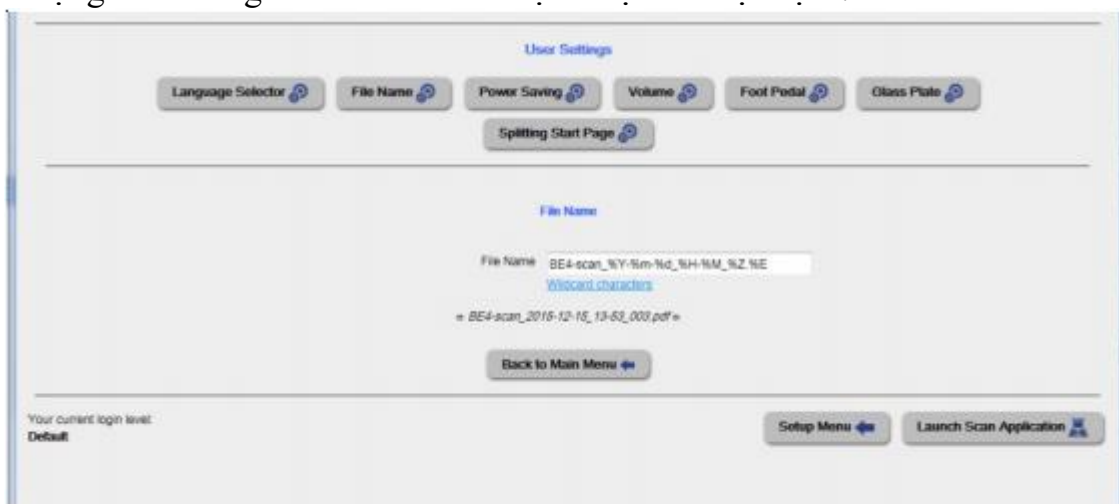 User Settings
Language Selector File Name Power Saving Volume Foot Pedal Glass Plate
Splitting Start Page
File Name
File Name BE4-scan_%Y-%m-%d_%H-%M_%Z.%E
Wildcard characters
= BE4-scan_2015-12-15_13-53_003.pdf =
Back to Main Menu
Your current login level:
Default
Setup Menu Launch Scan Application